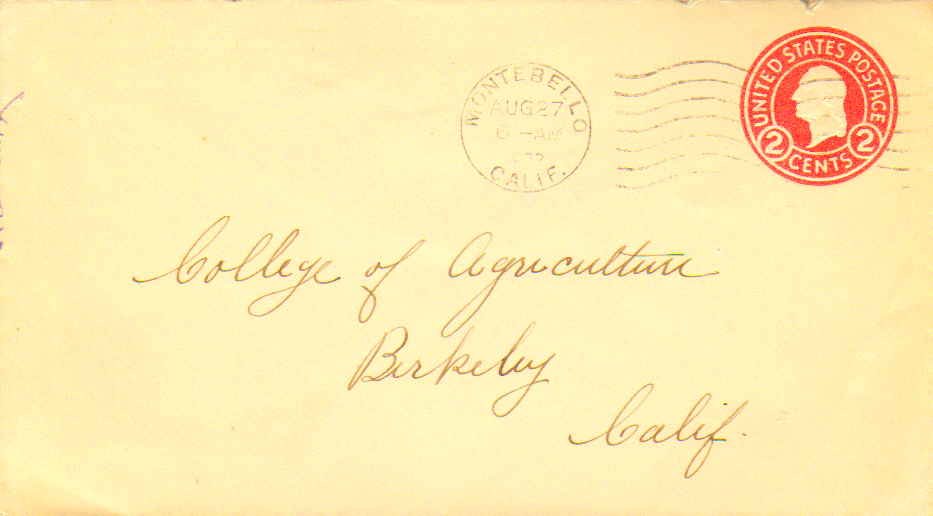 MONTEBELLO
AUG 27
AM
CALIF.
UNITED STATES POSTAGE
2 CENTS 2
College of Agriculture
Berkeley
Calif.